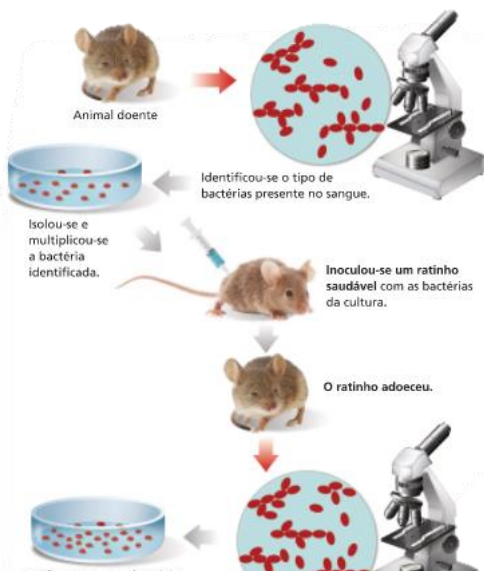 Animal doente
Identificou-se o tipo de
bactérias presente no sangue.
Isolou-se e
multiplicou-se
a bactéria
identificada.
Inoculou-se um ratinho
saudável com as bactérias
da cultura.
O ratinho adoeceu.